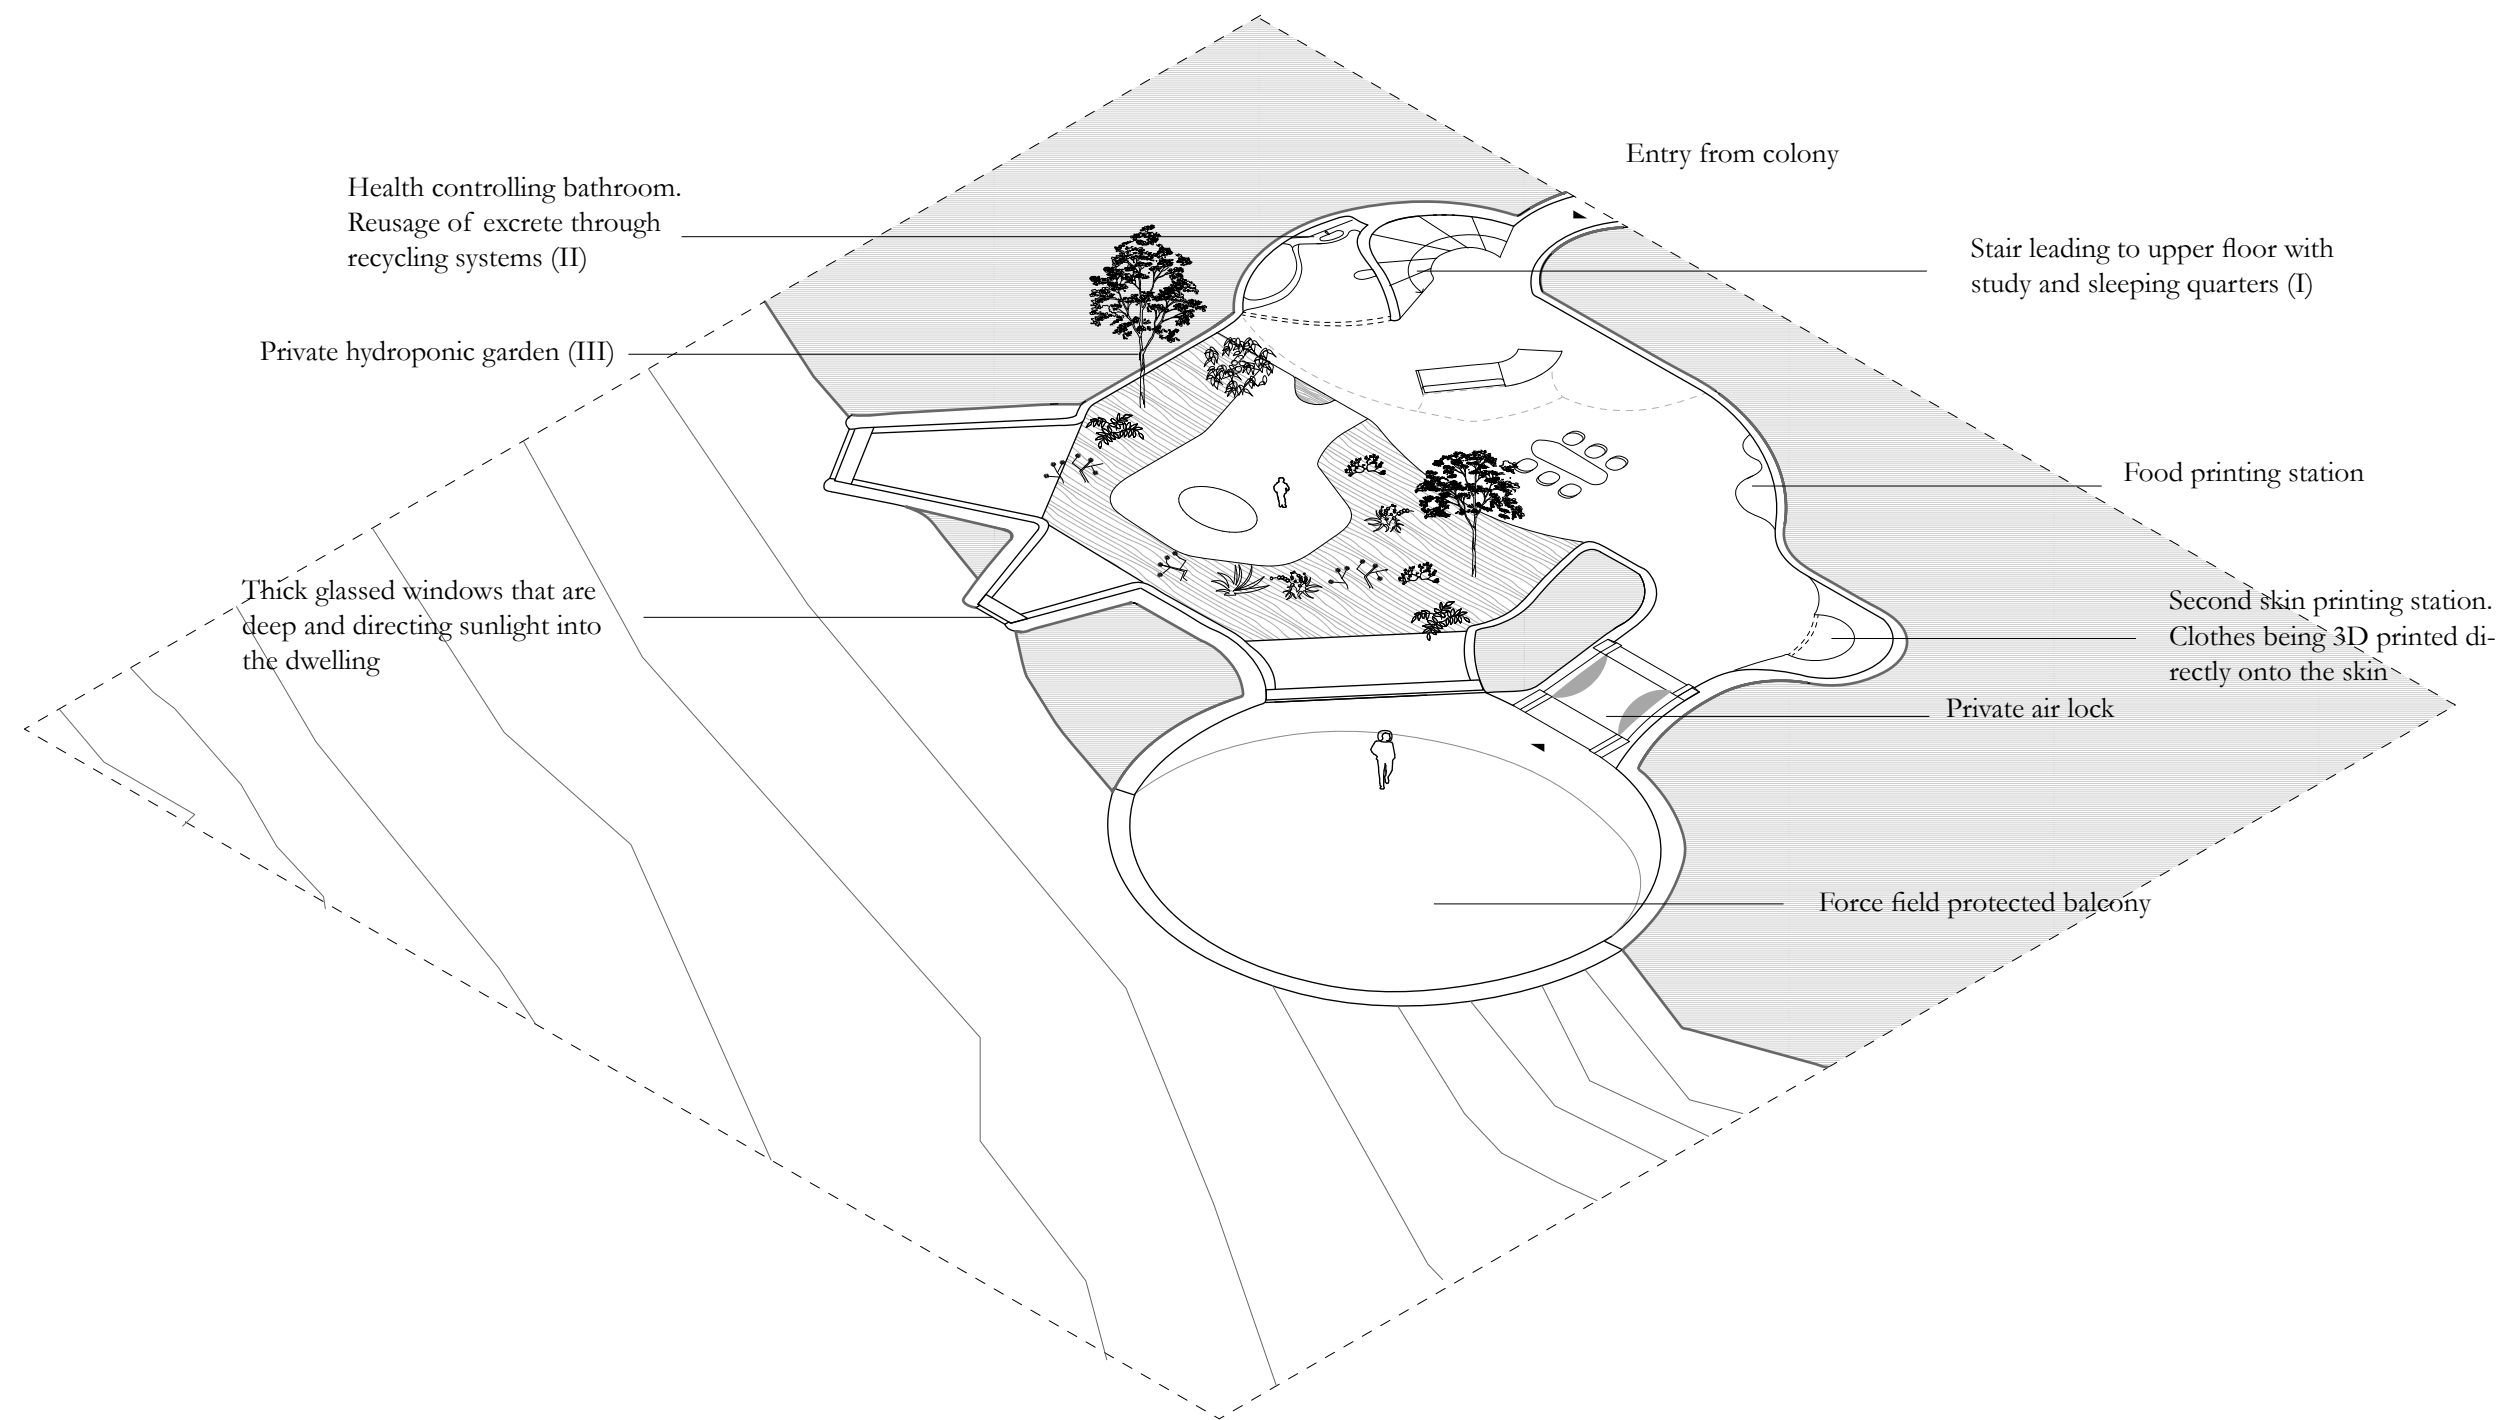 Entry from colony
Health controlling bathroom.
Reusage of excrete through
recycling systems (II)
Stair leading to upper floor with
study and sleeping quarters (I)
Private hydroponic garden (III)
Food printing station
Thick glassed windows that are
deep and directing sunlight into
the dwelling
Second skin printing station.
Clothes being 3D printed di-
rectly onto the skin
Private air lock
Force field protected balcony